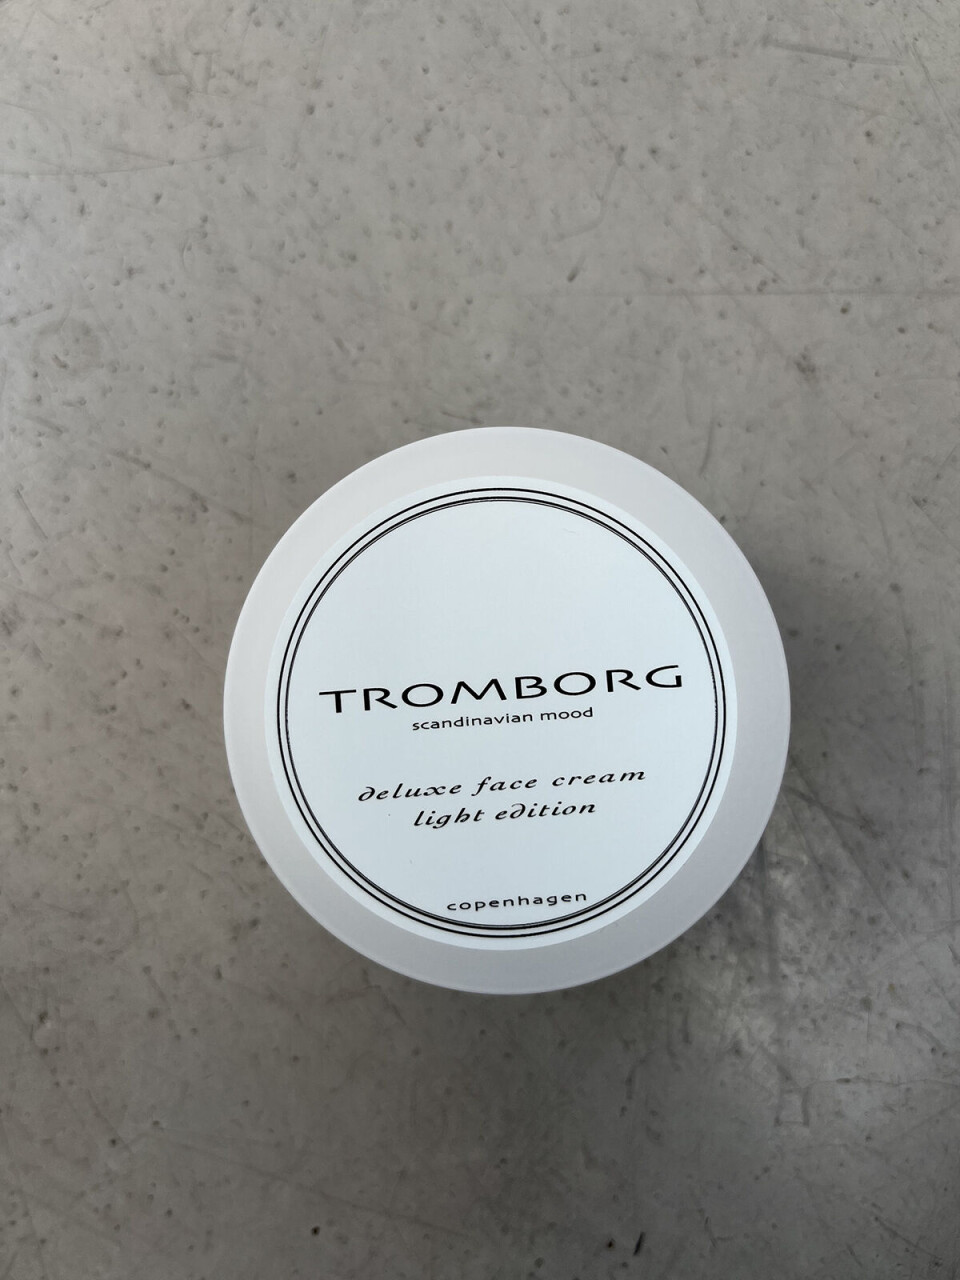 TROMBORG
scandinavian mood
deluxe face cream
light edition
copenhagen